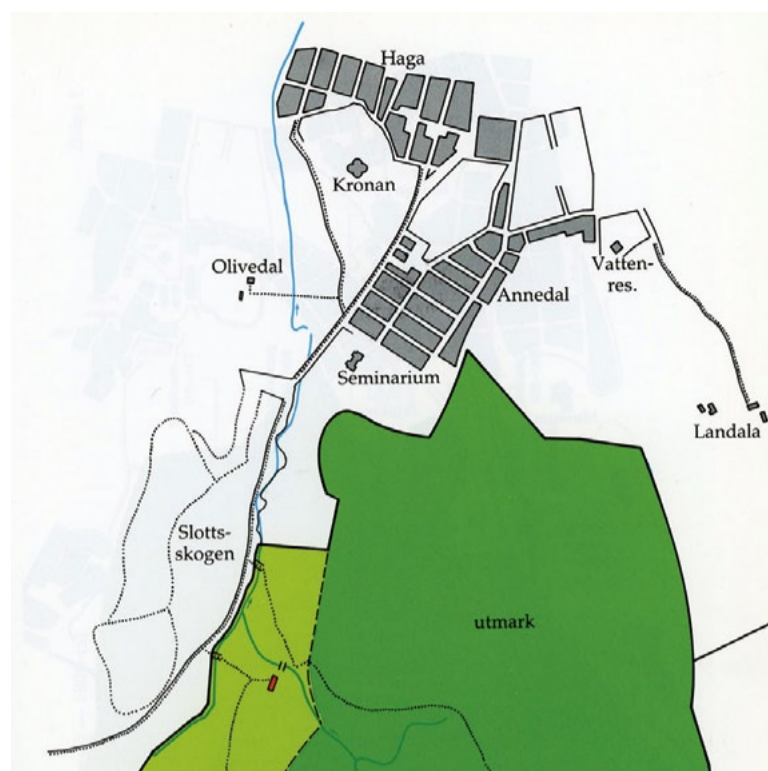 Haga
Kronan
Olivedal
Vatten-
res.
Annedal
Seminarium
Landala
Slotts-
skogen
utmark